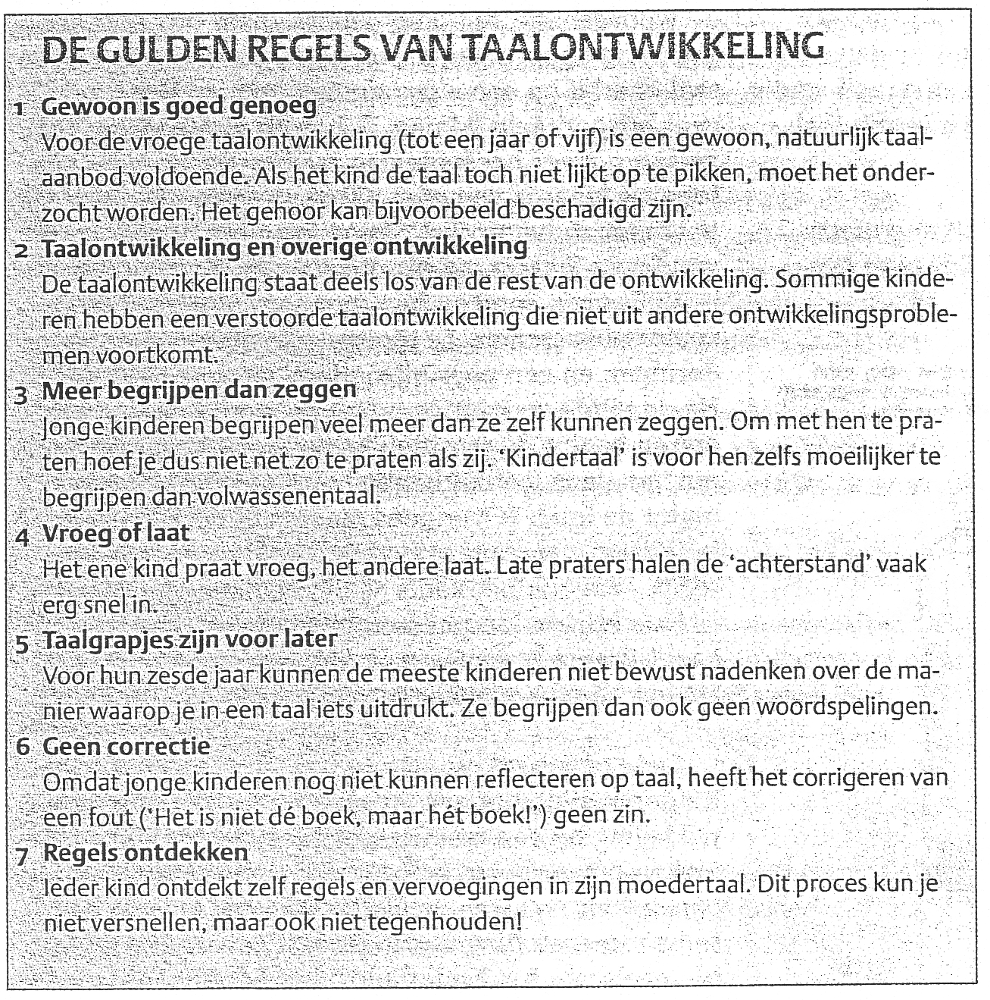 DE GULDEN REGELS VAN TAALONTWIKKELING
1 Gewoon is goed genoeg
Voor de vroege taalontwikkeling (tot een jaar of vijf) is een gewoon, natuurlijk taal-
aanbod voldoende. Als het kind de taal toch niet lijkt op te pikken, moet het onder-
zocht worden. Het gehoor kan bijvoorbeeld beschadigd zijn.
2 Taalontwikkeling en overige ontwikkeling
De taalontwikkeling staat deels los van de rest van de ontwikkeling. Sommige kinde-
ren hebben een verstoorde taalontwikkeling die niet uit andere ontwikkelingsproble-
men voortkomt.
3 Meer begrijpen dan zeggen
Jonge kinderen begrijpen veel meer dan ze zelf kunnen zeggen. Om met hen te pra-
ten hoef je dus niet net zo te praten als zij. ‘Kindertaal’ is voor hen zelfs moeilijker te
begrijpen dan volwassenentaal.
4 Vroeg of laat
Het ene kind praat vroeg, het andere laat. Late praters halen de ‘achterstand’ vaak
erg snel in.
5 Taalgrapjes zijn voor later
Voor hun zesde jaar kunnen de meeste kinderen niet bewust nadenken over de ma-
nier waarop je in een taal iets uitdrukt. Ze begrijpen dan ook geen woordspelingen.
6 Geen correctie
Omdat jonge kinderen nog niet kunnen reflecteren op taal, heeft het corrigeren van
een fout (‘Het is niet dé boek, maar hét boek!’) geen zin.
7 Regels ontdekken
Ieder kind ontdekt zelf regels en vervoegingen in zijn moedertaal. Dit proces kun je
niet versnellen, maar ook niet tegenhouden!